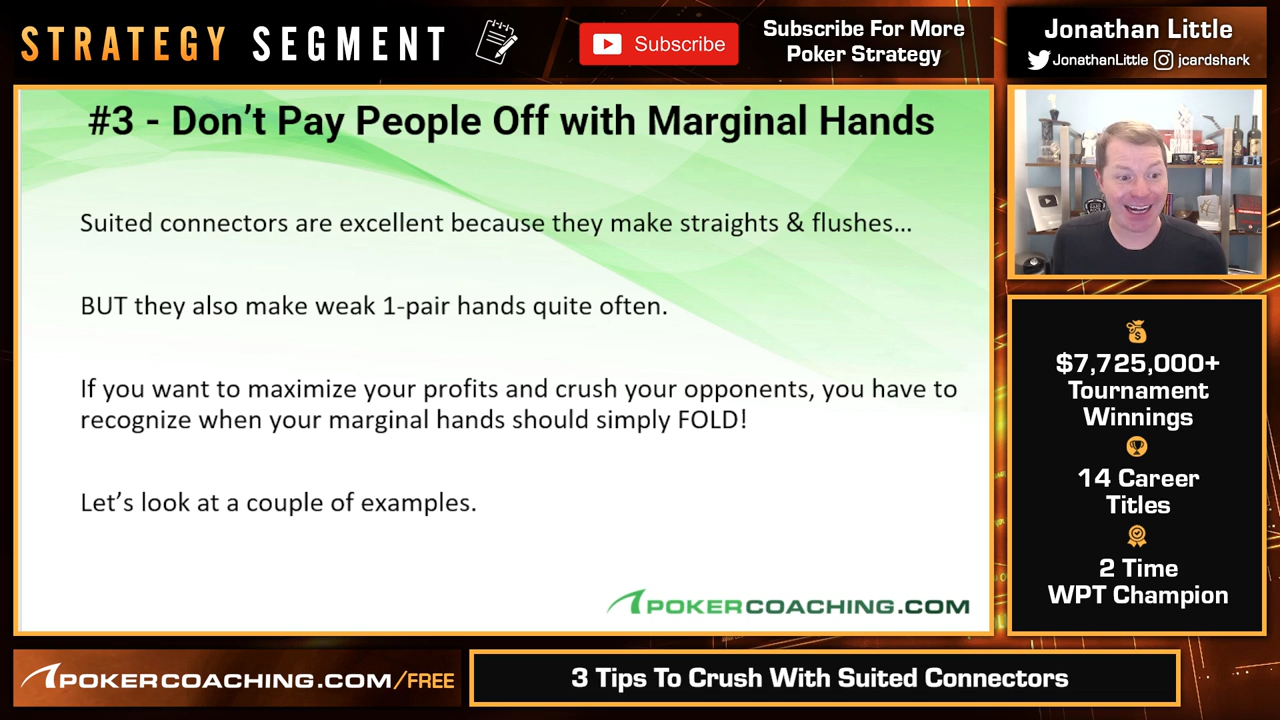 STRATEGY SEGMENT
Subscribe
Subscribe For More
Poker Strategy
Jonathan Little
JonathanLittle jcardshark
#3 - Don't Pay People Off with Marginal Hands
Suited connectors are excellent because they make straights & flushes...
BUT they also make weak 1-pair hands quite often.
If you want to maximize your profits and crush your opponents, you have to
recognize when your marginal hands should simply FOLD!
Let's look at a couple of examples.
POKERCOACHING.COM
$7,725,000+
Tournament
Winnings
14 Career
Titles
2 Time
WPT Champion
POKERCOACHING.COM/FREE
3 Tips To Crush With Suited Connectors